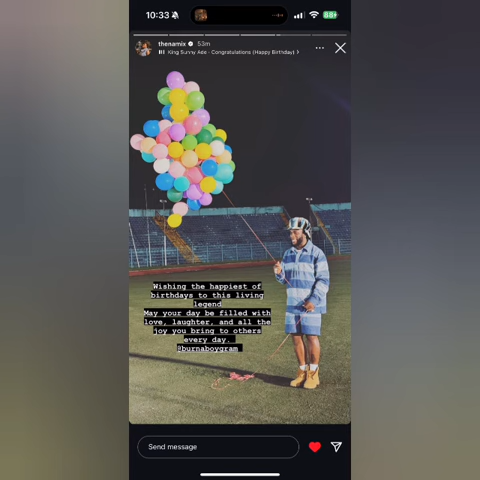 10:33
88
thenamix 53m
King Sunny Ade · Congratulations (Happy Birthday) >
Wishing the happiest of
birthdays to this living
legend
May your day be filled with
love, laughter, and all the
joy you bring to others
every day.
@burnaboygram
Send message